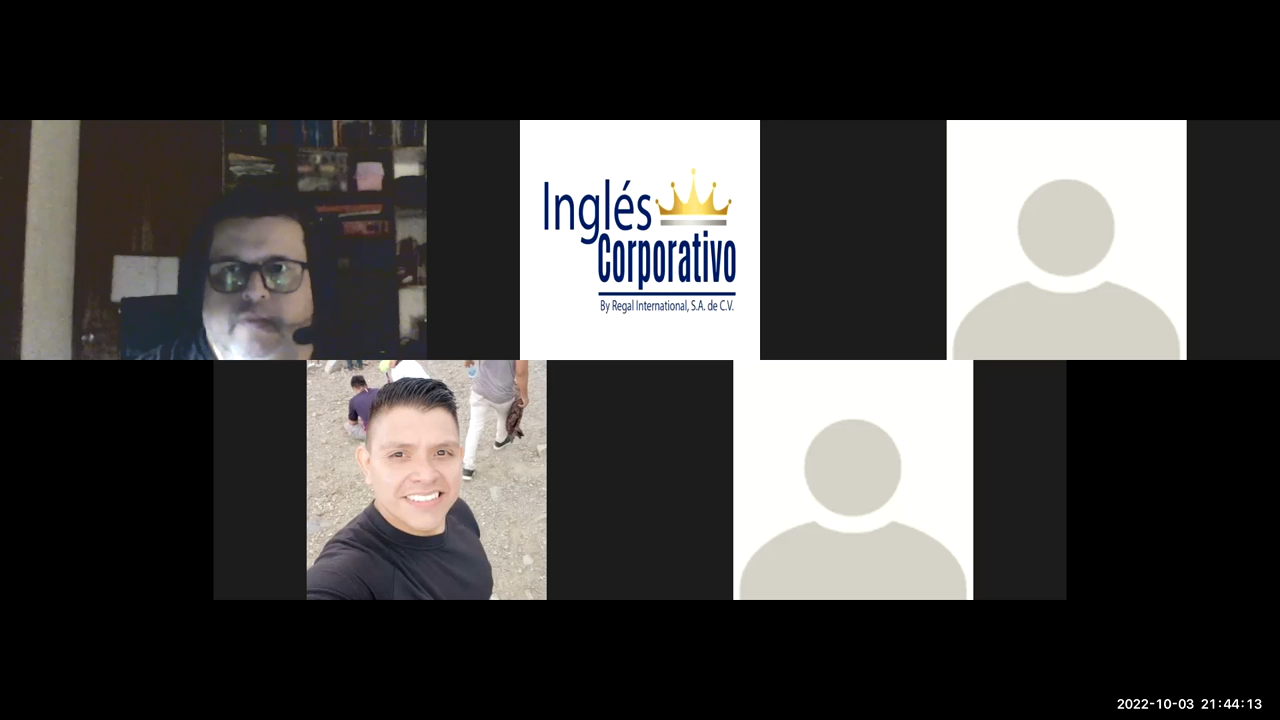 Inglés
Corporativo
By Regal International, S.A. de C.V.
2022-10-03 21:44:13